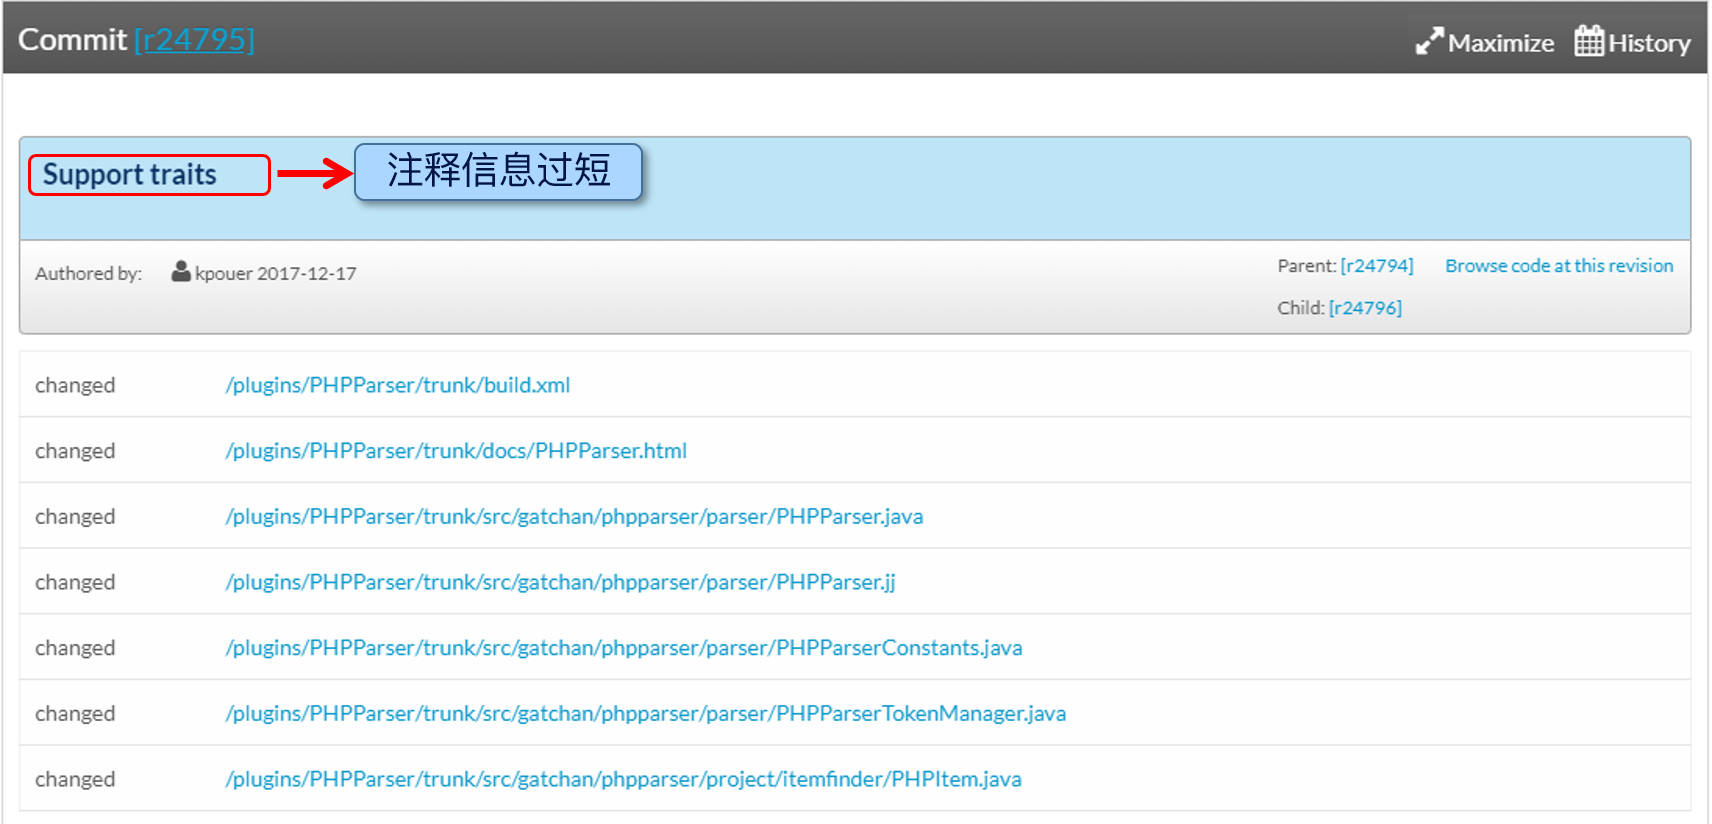 Commit [r24795]
Maximize
History
Support traits
注释信息过短
Authored by: kpouer 2017-12-17
Parent: [r24794]
Browse code at this revision
Child: [r24796]
changed /plugins/PHPParser/trunk/build.xml
changed /plugins/PHPParser/trunk/docs/PHPParser.html
changed /plugins/PHPParser/trunk/src/gatchan/phpparser/parser/PHPParser.java
changed /plugins/PHPParser/trunk/src/gatchan/phpparser/parser/PHPParser.jj
changed /plugins/PHPParser/trunk/src/gatchan/phpparser/parser/PHPParserConstants.java
changed /plugins/PHPParser/trunk/src/gatchan/phpparser/parser/PHPParserTokenManager.java
changed /plugins/PHPParser/trunk/src/gatchan/phpparser/project/itemfinder/PHPItem.java